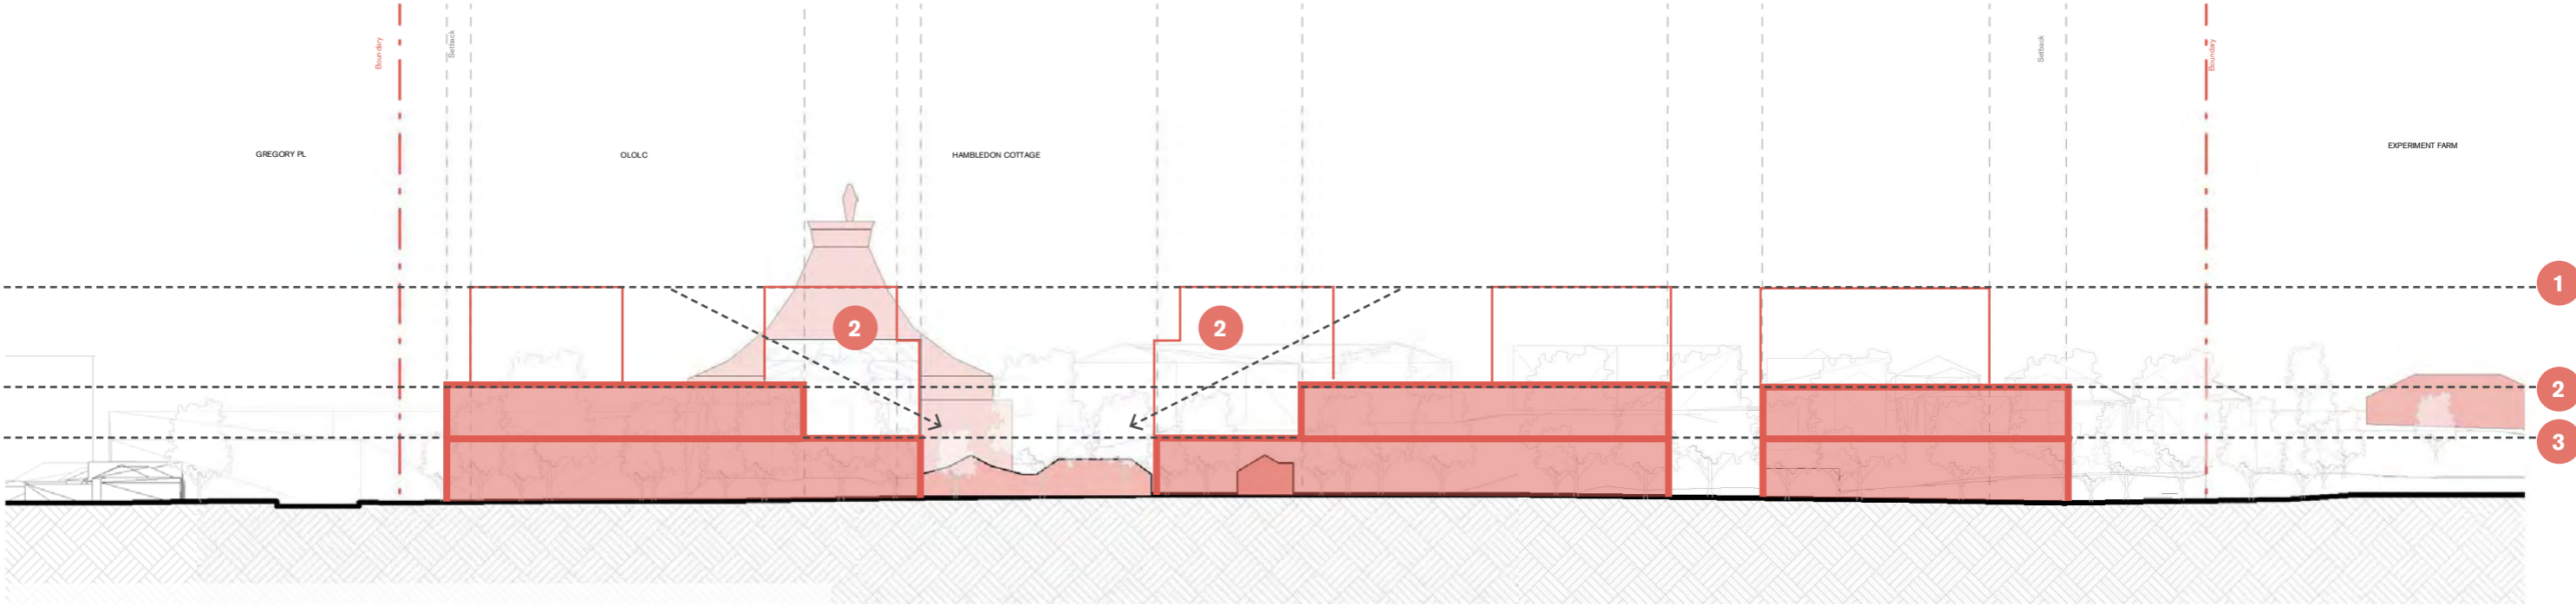 Boundary
Setback
Setback
Boundary
GREGORY PL
OLOLC
HAMBLEDON COTTAGE
EXPERIMENT FARM
1
2
2
2
3